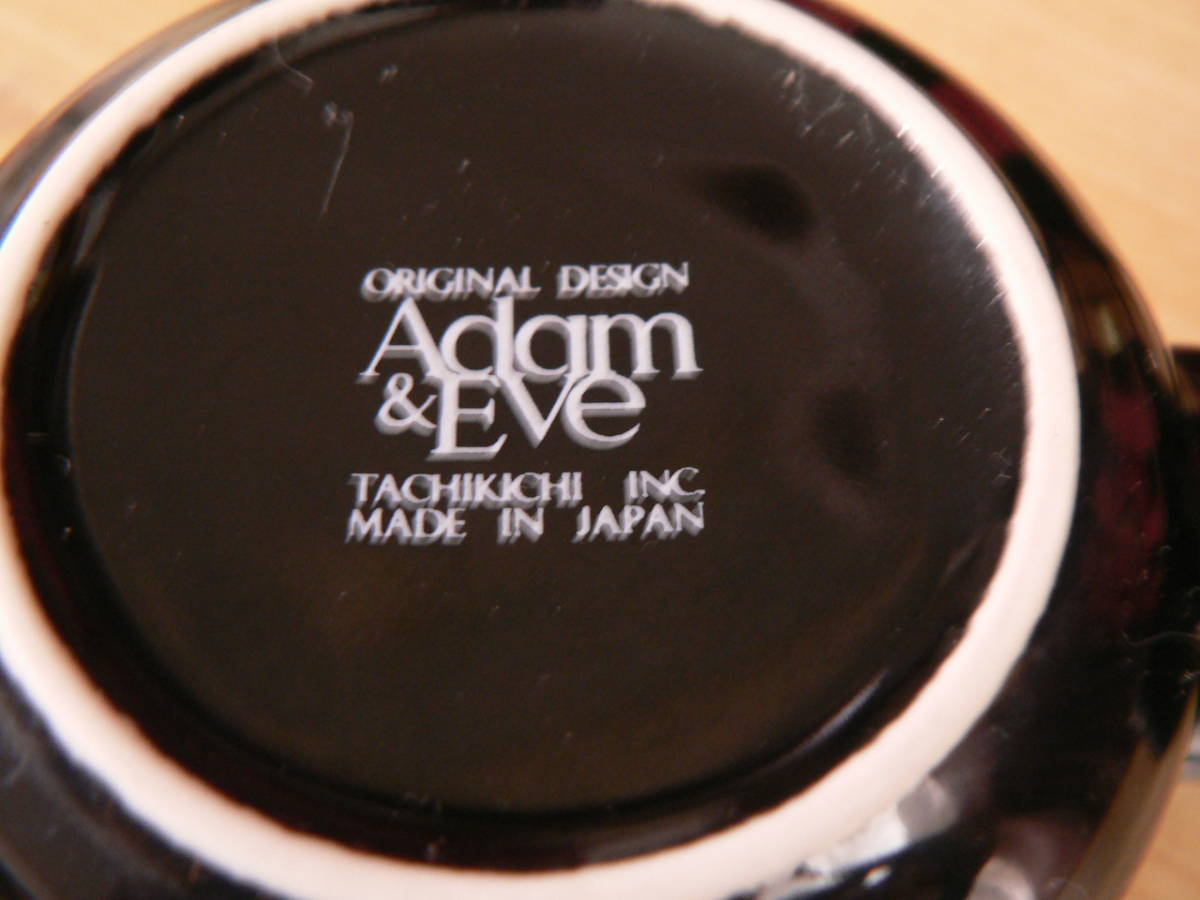 ORIGINAL DESIGN
Adam
& Eve
TACHIKICHI INC.
MADE IN JAPAN